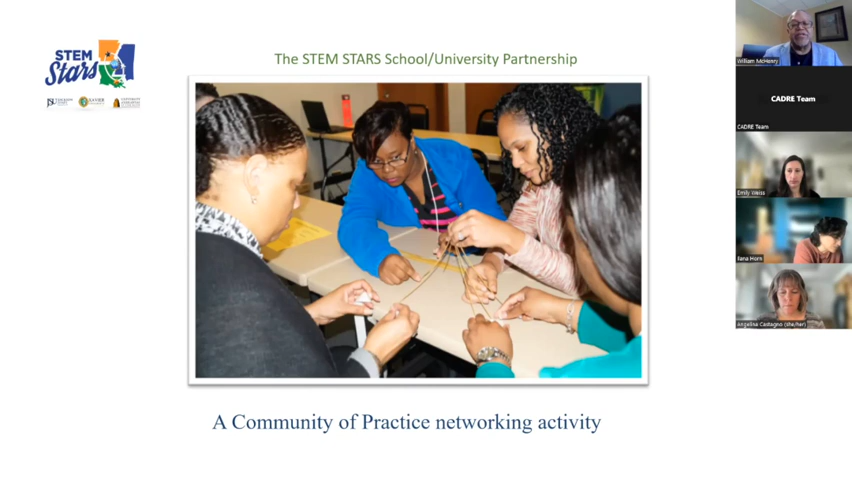 STEM
Stars
The STEM STARS School/University Partnership
William McHenry
CADRE Team
CADRE Team
Emily Weiss
Ilana Horn
Angelina Castagno (she/her)
A Community of Practice networking activity